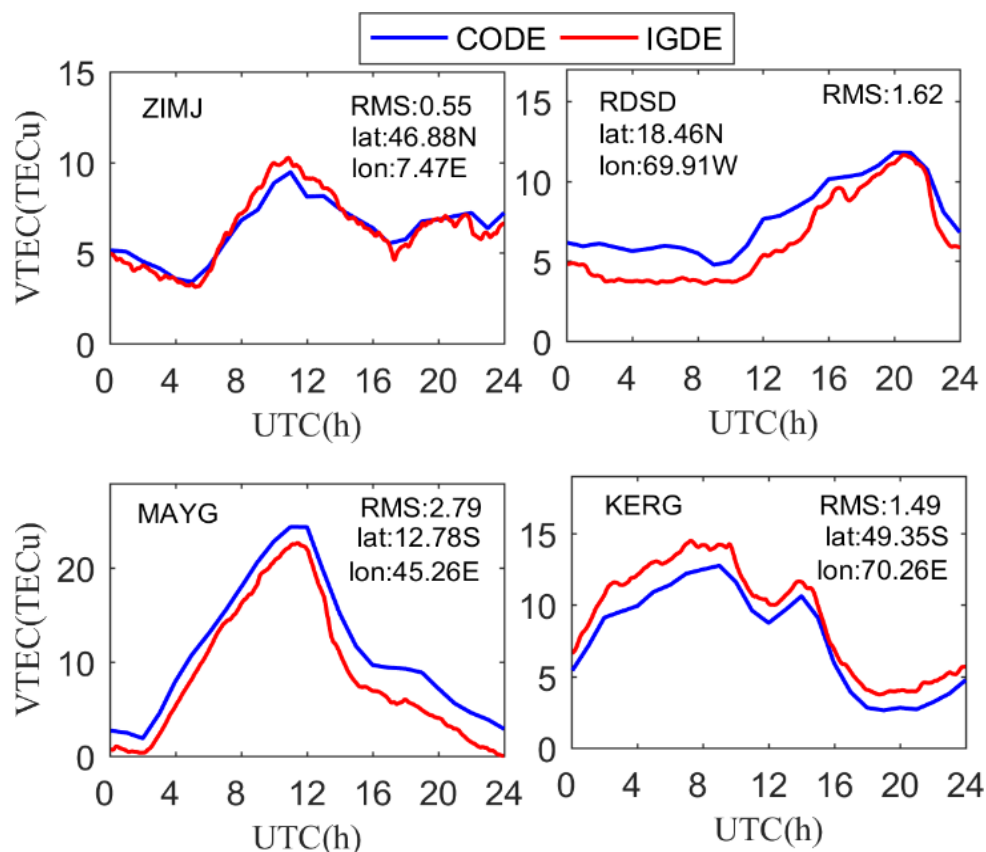 CODE IGDE
VTEC(TECu)
15
10
5
0
ZIMJ
RMS:0.55
lat:46.88N
lon:7.47E
0 4 8 12 16 20 24
UTC(h)
15
10
5
0
RDSD
lat:18.46N
lon:69.91W
RMS:1.62
0 4 8 12 16 20 24
UTC(h)
VTEC(TECu)
20
10
0
MAYG
RMS:2.79
lat:12.78S
lon:45.26E
0 4 8 12 16 20 24
UTC(h)
15
10
5
0
KERG
RMS:1.49
lat:49.35S
lon:70.26E
0 4 8 12 16 20 24
UTC(h)